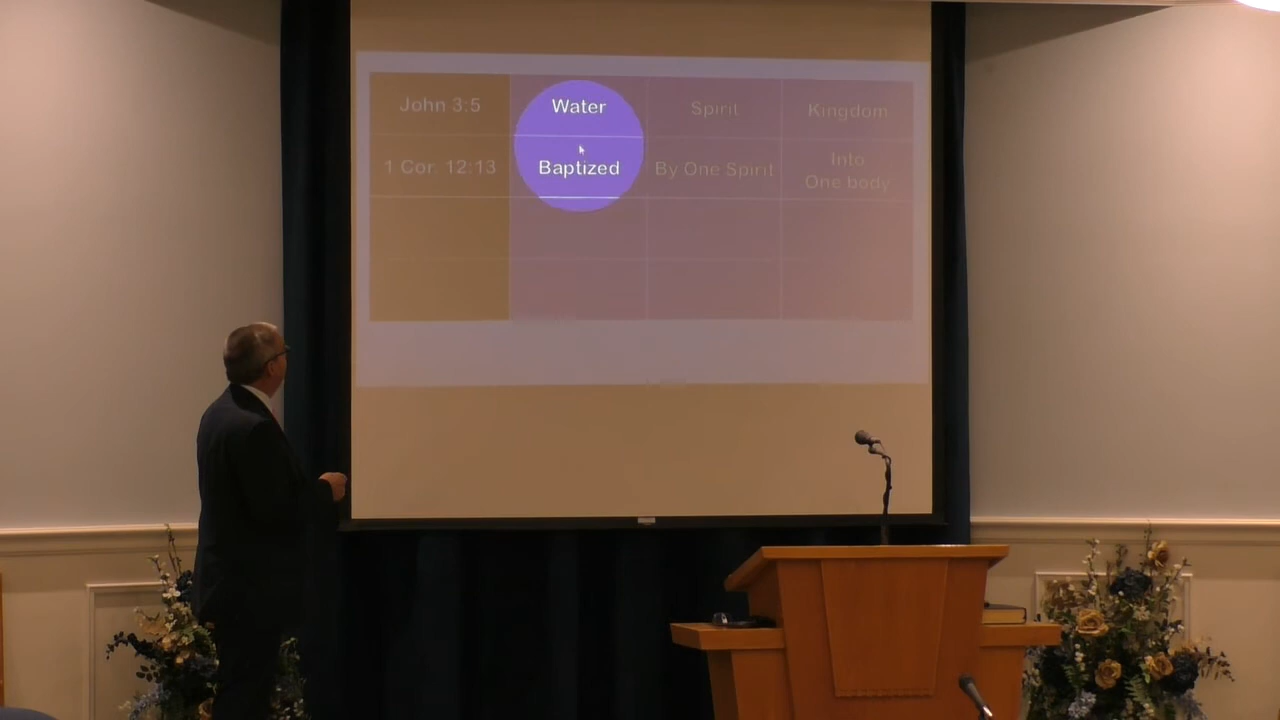 John 3:5 Water Spirit Kingdom
1 Cor. 12:13 Baptized By One Spirit Into
One body